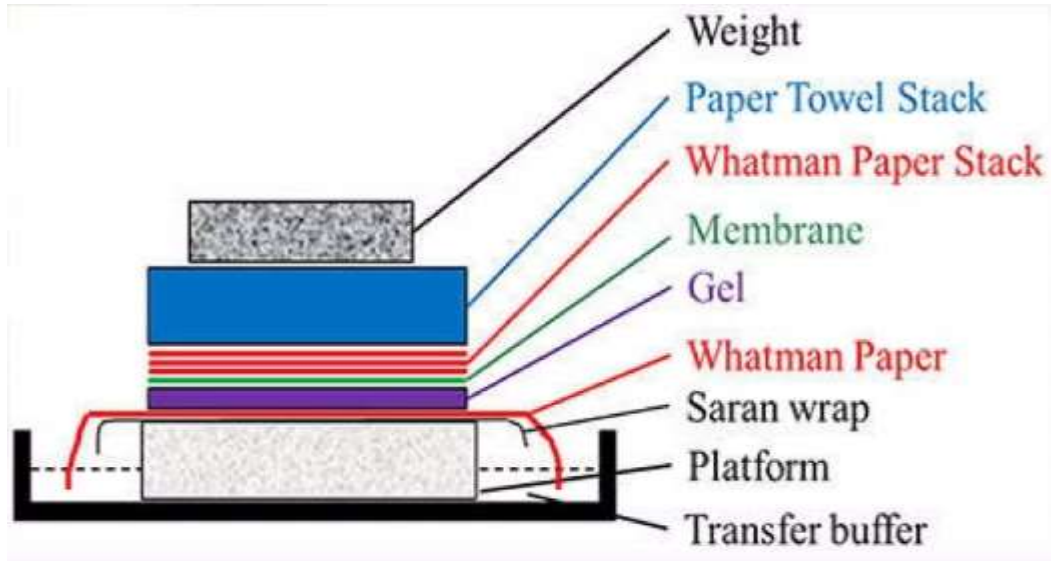 Weight
Paper Towel Stack
Whatman Paper Stack
Membrane
Gel
Whatman Paper
Saran wrap
Platform
Transfer buffer